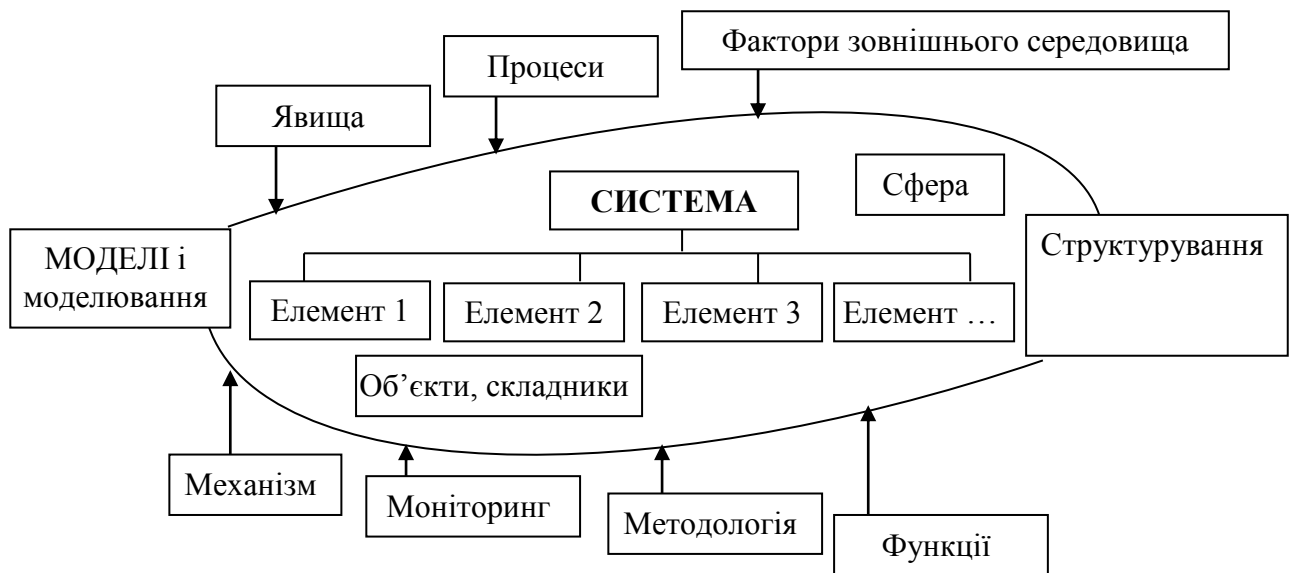 Фактори зовнішнього середовища
Процеси
Явища
Сфера
СИСТЕМА
МОДЕЛІ і
моделювання
Структурування
Елемент 1
Елемент 2
Елемент 3
Елемент …
Об’єкти, складники
Механізм
Моніторинг
Методологія
Функції